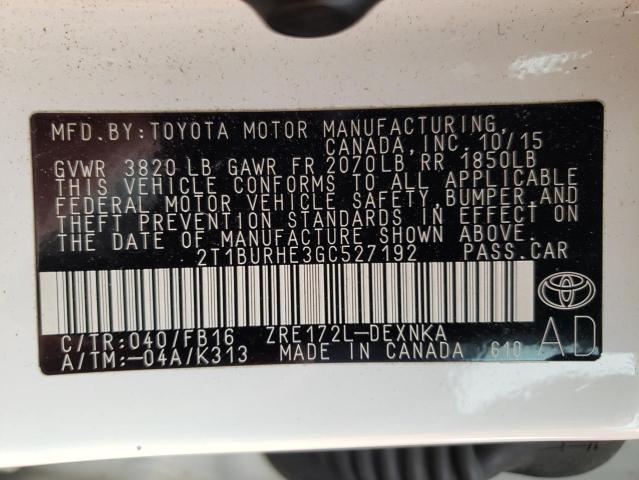 MFD.BY:TOYOTA MOTOR MANUFACTURING,
CANADA,INC. 10/15
GVWR 3820 LB GAWR FR 2070LB RR 1850LB
THIS VEHICLE CONFORMS TO ALL APPLICABLE
FEDERAL MOTOR VEHICLE SAFETY,BUMPER,AND
THEFT PREVENTION STANDARDS IN EFFECT ON
THE DATE OF MANUFACTURE SHOWN ABOVE.
2T1BURHE3GC527192 PASS.CAR
C/TR:040/FB16 ZRE172L-DEXNKA
A/TM:-04A/K313 MADE IN CANADA 610 AD